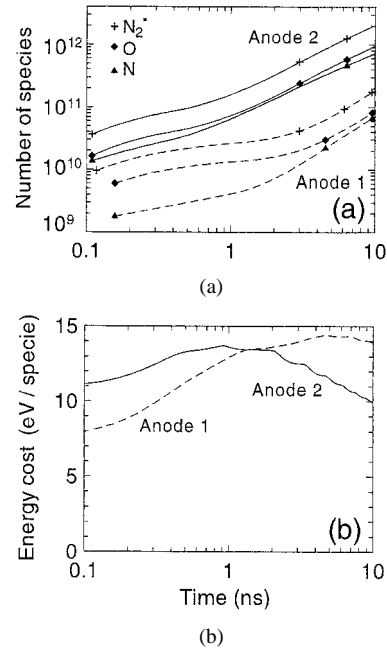 N₂*
O
N
Anode 2
Anode 1
(a)
Number of species
10¹²
10¹¹
10¹⁰
10⁹
0.1
1
10
(a)
15
10
5
0
Energy cost (eV / specie)
Anode 1
Anode 2
(b)
0.1
1
10
Time (ns)
(b)